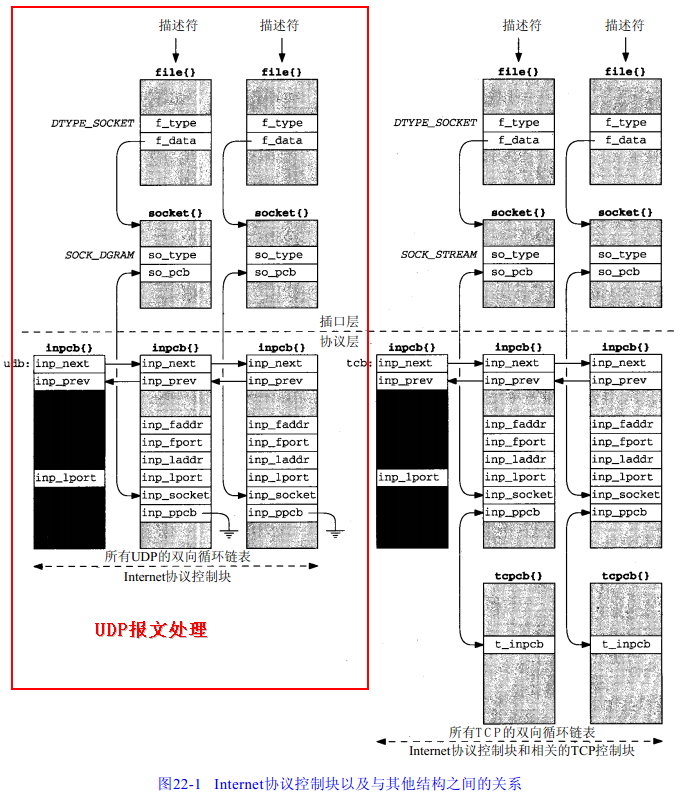 描述符 描述符 描述符 描述符
file{} file{} file{} file{}
DTYPE_SOCKET f_type f_type DTYPE_SOCKET f_type f_type
f_data f_data f_data f_data
socket{} socket{} socket{} socket{}
SOCK_DGRAM so_type so_type SOCK_STREAM so_type so_type
so_pcb so_pcb so_pcb so_pcb
插口层
协议层
inpcb{} inpcb{} inpcb{} inpcb{} inpcb{} inpcb{}
udb: inp_next inp_next inp_next tcb: inp_next inp_next inp_next
inp_prev inp_prev inp_prev inp_prev inp_prev inp_prev
inp_faddr inp_faddr inp_faddr inp_faddr
inp_fport inp_fport inp_fport inp_fport
inp_laddr inp_laddr inp_laddr inp_laddr
inp_lport inp_lport inp_lport inp_lport inp_lport inp_lport
inp_socket inp_socket inp_socket inp_socket
inp_ppcb inp_ppcb inp_ppcb inp_ppcb
所有UDP的双向循环链表
Internet协议控制块
tcpcb{} tcpcb{}
UDP报文处理
t_inpcb t_inpcb
所有TCP的双向循环链表
Internet协议控制块和相关的TCP控制块
图22-1 Internet协议控制块以及与其他结构之间的关系